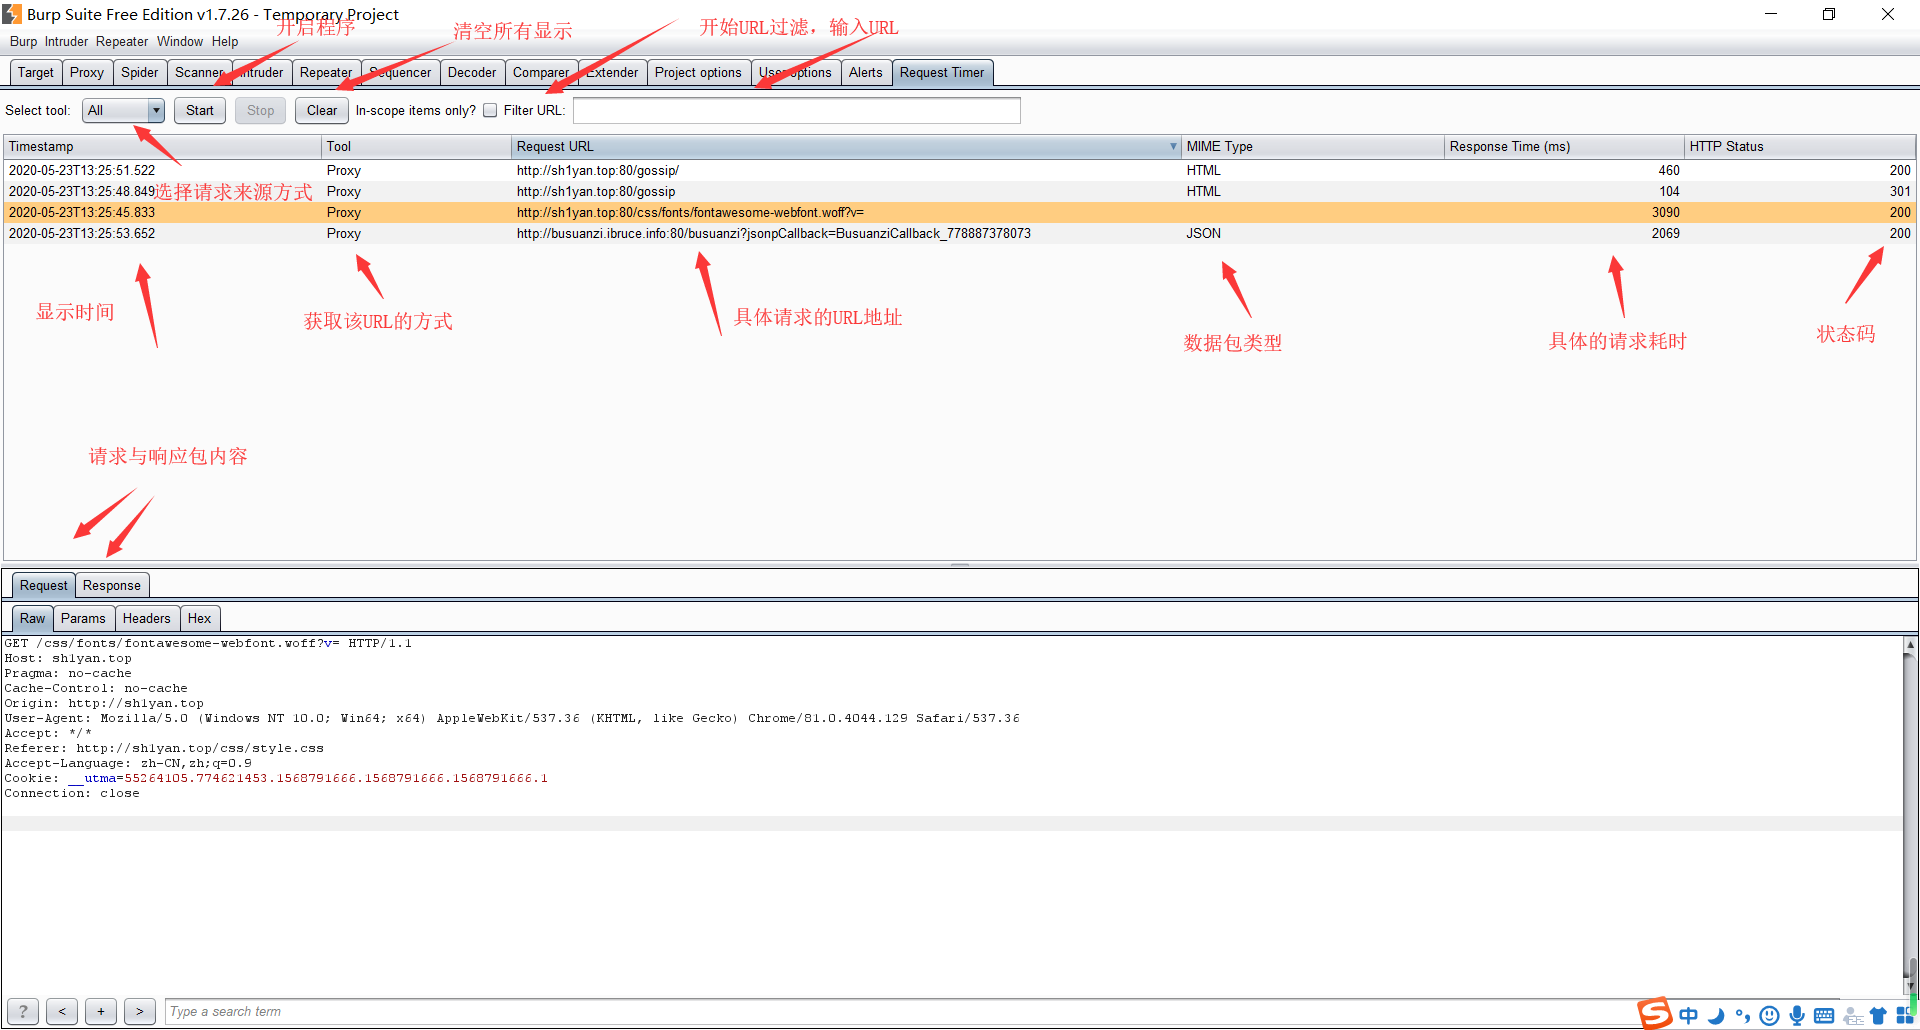 Burp Suite Free Edition v1.7.26 - Temporary Project
Burp Intruder Repeater Window Help
开启程序
清空所有显示
开始URL过滤，输入URL
Target Proxy Spider Scanner Intruder Repeater Sequencer Decoder Comparer Extender Project options User options Alerts Request Timer
Select tool: All Start Stop Clear In-scope items only? Filter URL:
Timestamp Tool Request URL MIME Type Response Time (ms) HTTP Status
2020-05-23T13:25:51.522 Proxy http://sh1yan.top:80/gossip/ HTML 460 200
2020-05-23T13:25:48.849 Proxy http://sh1yan.top:80/gossip HTML 104 301
选择请求来源方式
2020-05-23T13:25:45.833 Proxy http://sh1yan.top:80/css/fonts/fontawesome-webfont.woff?v= 3090 200
2020-05-23T13:25:53.652 Proxy http://busuanzi.ibruce.info:80/busuanzi?jsonpCallback=BusuanziCallback_778887378073 JSON 2069 200
显示时间
获取该URL的方式
具体请求的URL地址
数据包类型
具体的请求耗时
状态码
请求与响应包内容
Request Response
Raw Params Headers Hex
GET /css/fonts/fontawesome-webfont.woff?v= HTTP/1.1
Host: sh1yan.top
Pragma: no-cache
Cache-Control: no-cache
Origin: http://sh1yan.top
User-Agent: Mozilla/5.0 (Windows NT 10.0; Win64; x64) AppleWebKit/537.36 (KHTML, like Gecko) Chrome/81.0.4044.129 Safari/537.36
Accept: */*
Referer: http://sh1yan.top/css/style.css
Accept-Language: zh-CN,zh;q=0.9
Cookie: __utma=55264105.774621453.1568791666.1568791666.1568791666.1
Connection: close
? < + > Type a search term
S 中